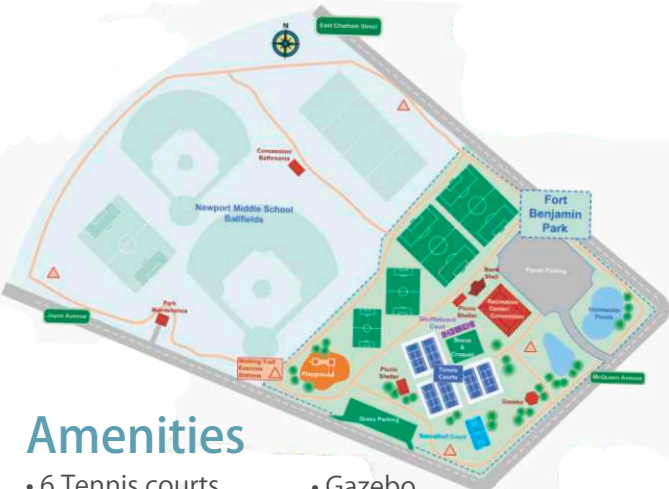 East Chatham Street
N
Concession/
Bathrooms
Newport Middle School
Ballfields
Fort
Benjamin
Park
Paved Parking
Band
Shell
Picnic
Shelter
Recreation
Center/
Concession
Stormwater
Ponds
Shuffleboard
Court
Bocce
&
Croquet
Joyce Avenue
Park
Maintenance
Walking Trail
Exercise
Stations
Playground
Picnic
Shelter
Tennis
Courts
McQueen Avenue
Gazebo
Grass Parking
Basketball Court
Amenities
• 6 Tennis courts
• Gazebo